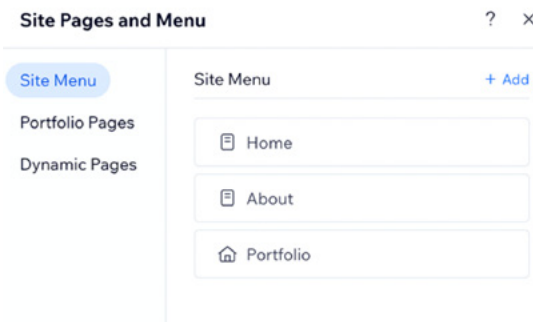 Site Pages and Menu ? ×
Site Menu
Portfolio Pages
Dynamic Pages
Site Menu + Add
Home
About
Portfolio